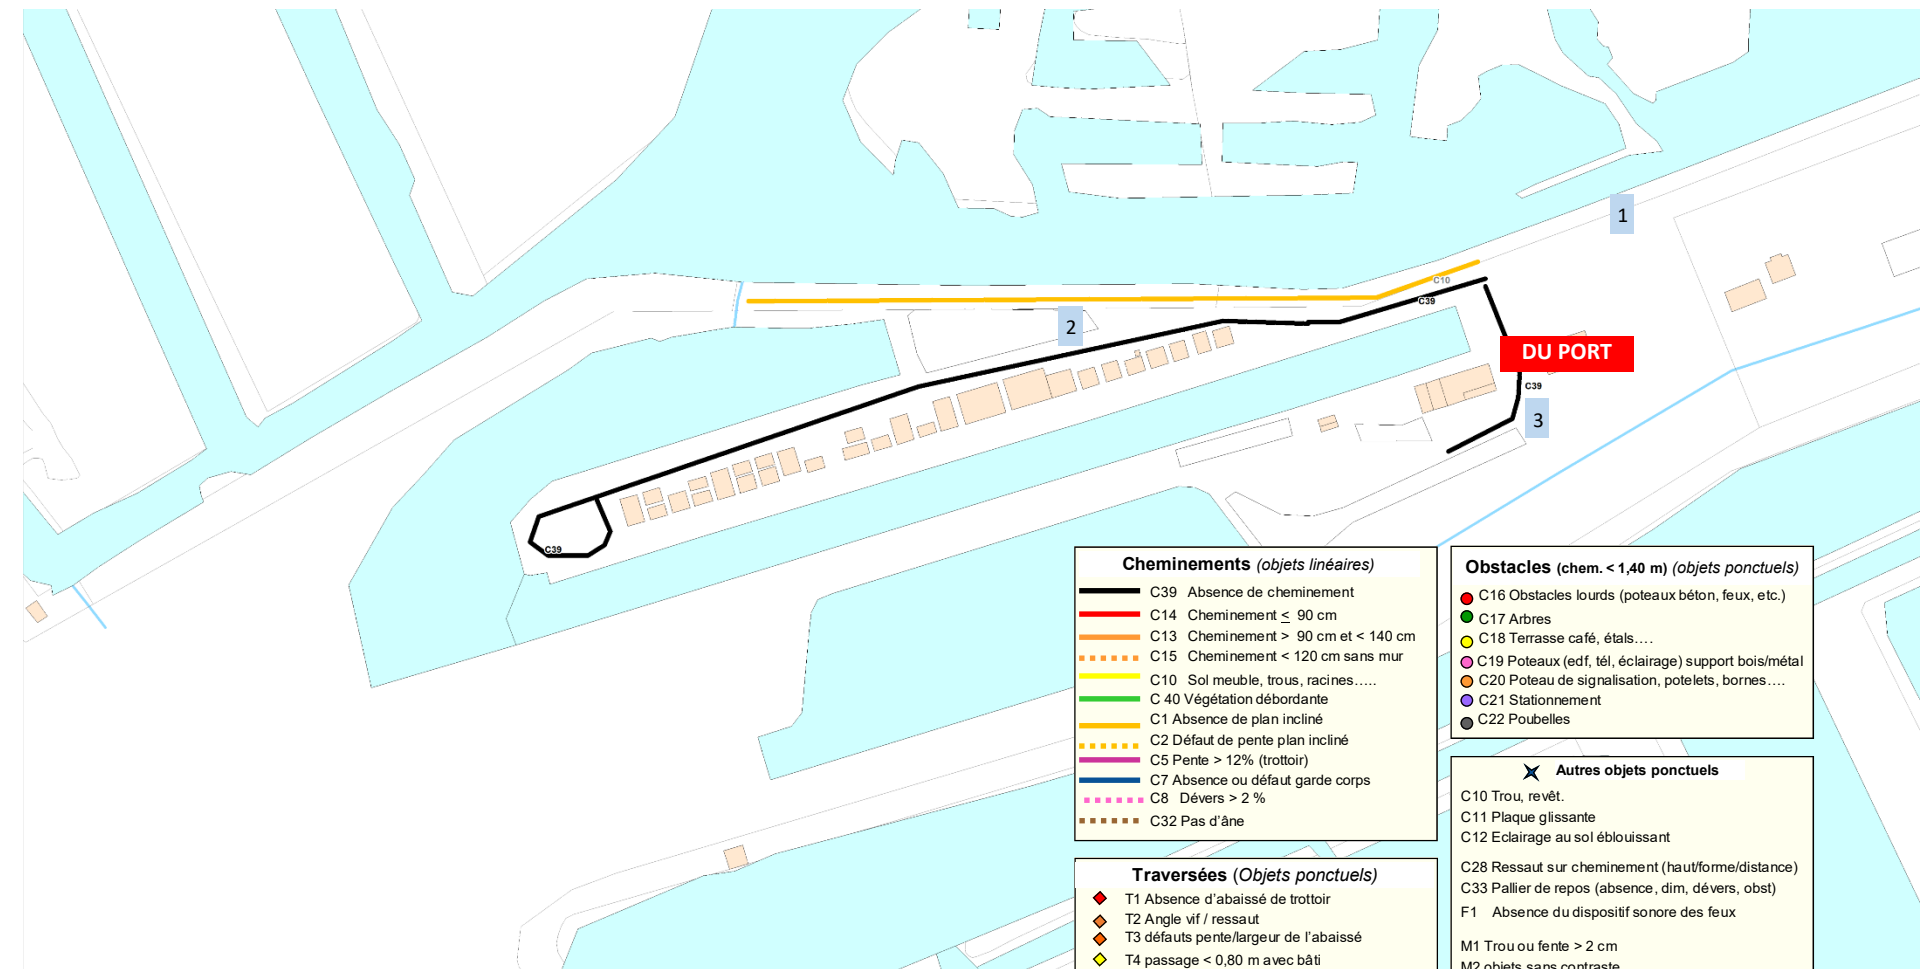 1
C10
C39
2
DU PORT
C39
3
C39
Cheminements (objets linéaires)
C39 Absence de cheminement
C14 Cheminement ≤ 90 cm
C13 Cheminement > 90 cm et < 140 cm
C15 Cheminement < 120 cm sans mur
C10 Sol meuble, trous, racines…..
C 40 Végétation débordante
C1 Absence de plan incliné
C2 Défaut de pente plan incliné
C5 Pente > 12% (trottoir)
C7 Absence ou défaut garde corps
C8 Dévers > 2 %
C32 Pas d’âne
Obstacles (chem. < 1,40 m) (objets ponctuels)
C16 Obstacles lourds (poteaux béton, feux, etc.)
C17 Arbres
C18 Terrasse café, étals….
C19 Poteaux (edf, tél, éclairage) support bois/métal
C20 Poteau de signalisation, potelets, bornes….
C21 Stationnement
C22 Poubelles
Autres objets ponctuels
C10 Trou, revêt.
C11 Plaque glissante
C12 Eclairage au sol éblouissant
C28 Ressaut sur cheminement (haut/forme/distance)
C33 Pallier de repos (absence, dim, dévers, obst)
F1 Absence du dispositif sonore des feux
M1 Trou ou fente > 2 cm
M2 objets sans contraste
Traversées (Objets ponctuels)
T1 Absence d’abaissé de trottoir
T2 Angle vif / ressaut
T3 défauts pente/largeur de l’abaissé
T4 passage < 0,80 m avec bâti